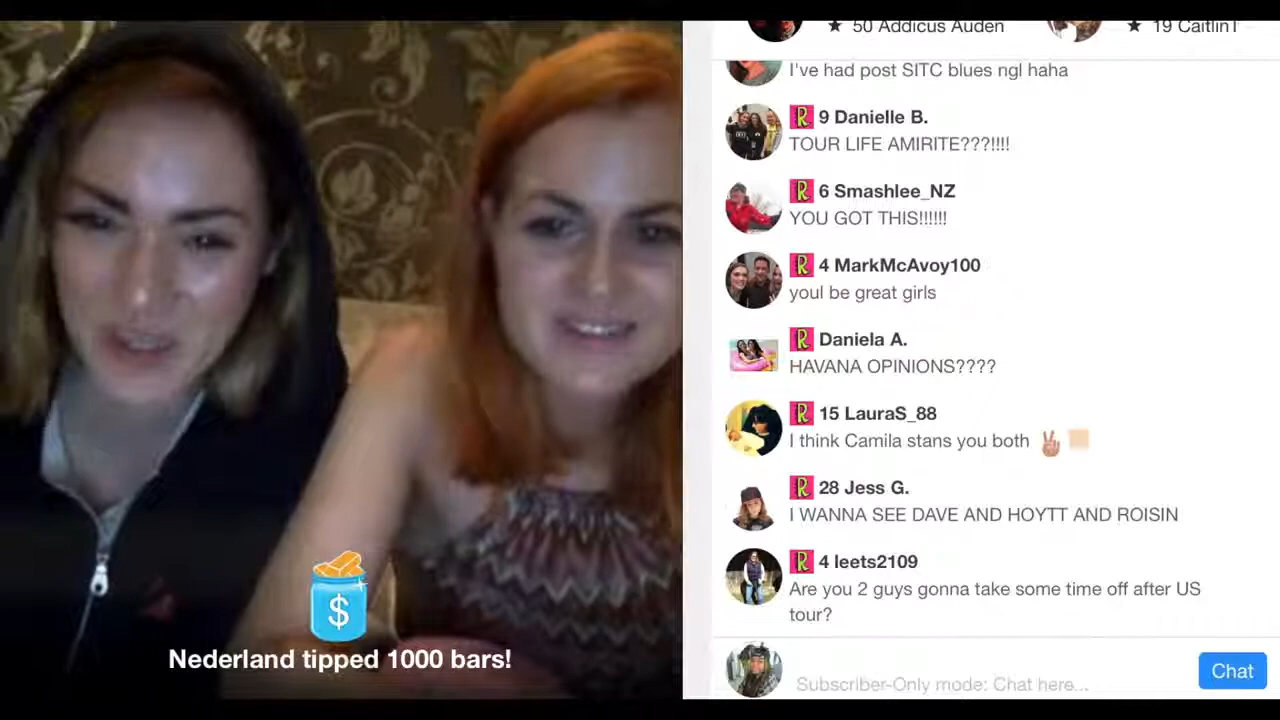 ★ 50 Addicus Auden
★ 19 CaitlinT
I've had post SITC blues ngl haha
R 9 Danielle B.
TOUR LIFE AMIRITE???!!!!
R 6 Smashlee_NZ
YOU GOT THIS!!!!!!
R 4 MarkMcAvoy100
youl be great girls
R Daniela A.
HAVANA OPINIONS????
R 15 LauraS_88
I think Camila stans you both
R 28 Jess G.
I WANNA SEE DAVE AND HOYTT AND ROISIN
R 4 leets2109
Are you 2 guys gonna take some time off after US
tour?
Subscriber-Only mode: Chat here...
Chat
$
Nederland tipped 1000 bars!